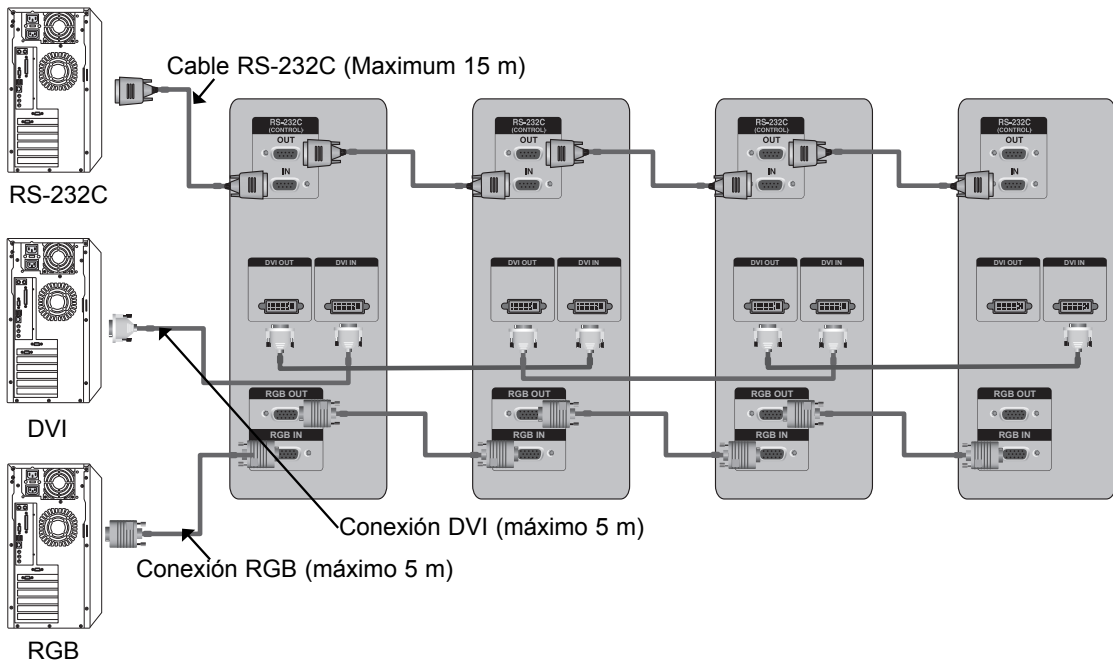 Cable RS-232C (Maximum 15 m)
RS-232C
RS-232C
(CONTROL)
OUT
IN
RS-232C
(CONTROL)
OUT
IN
RS-232C
(CONTROL)
OUT
IN
RS-232C
(CONTROL)
OUT
IN
DVI OUT
DVI IN
DVI OUT
DVI IN
DVI OUT
DVI IN
DVI OUT
DVI IN
DVI
RGB OUT
RGB IN
RGB OUT
RGB IN
RGB OUT
RGB IN
RGB OUT
RGB IN
Conexión DVI (máximo 5 m)
Conexión RGB (máximo 5 m)
RGB